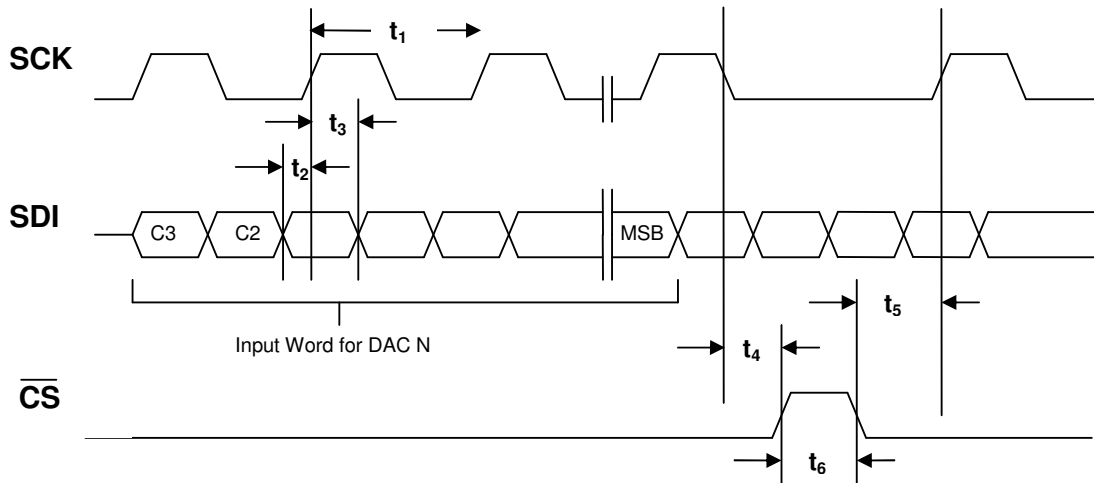 t1
SCK
t3
t2
SDI
C3 C2 MSB
t5
Input Word for DAC N
t4
CS
t6